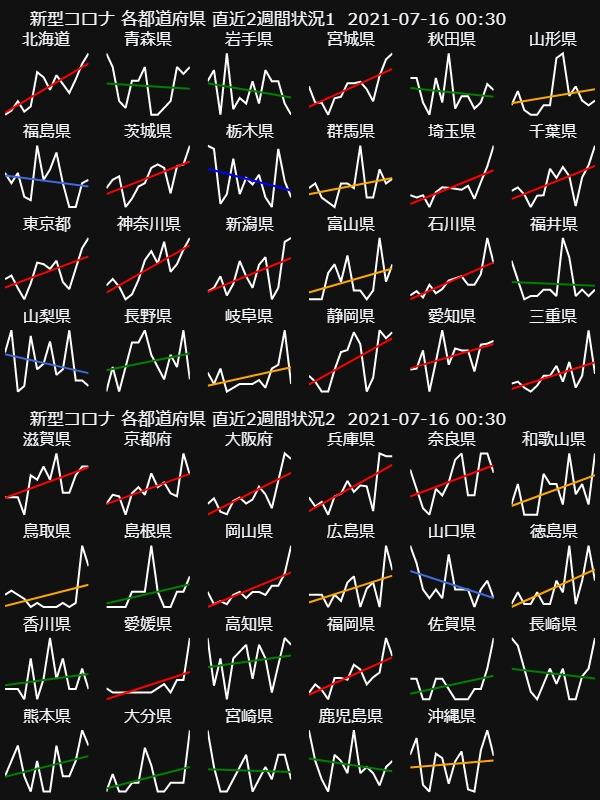 新型コロナ 各都道府県 直近2週間状況1 2021-07-16 00:30
北海道 青森県 岩手県 宮城県 秋田県 山形県
福島県 茨城県 栃木県 群馬県 埼玉県 千葉県
東京都 神奈川県 新潟県 富山県 石川県 福井県
山梨県 長野県 岐阜県 静岡県 愛知県 三重県
新型コロナ 各都道府県 直近2週間状況2 2021-07-16 00:30
滋賀県 京都府 大阪府 兵庫県 奈良県 和歌山県
鳥取県 島根県 岡山県 広島県 山口県 徳島県
香川県 愛媛県 高知県 福岡県 佐賀県 長崎県
熊本県 大分県 宮崎県 鹿児島県 沖縄県